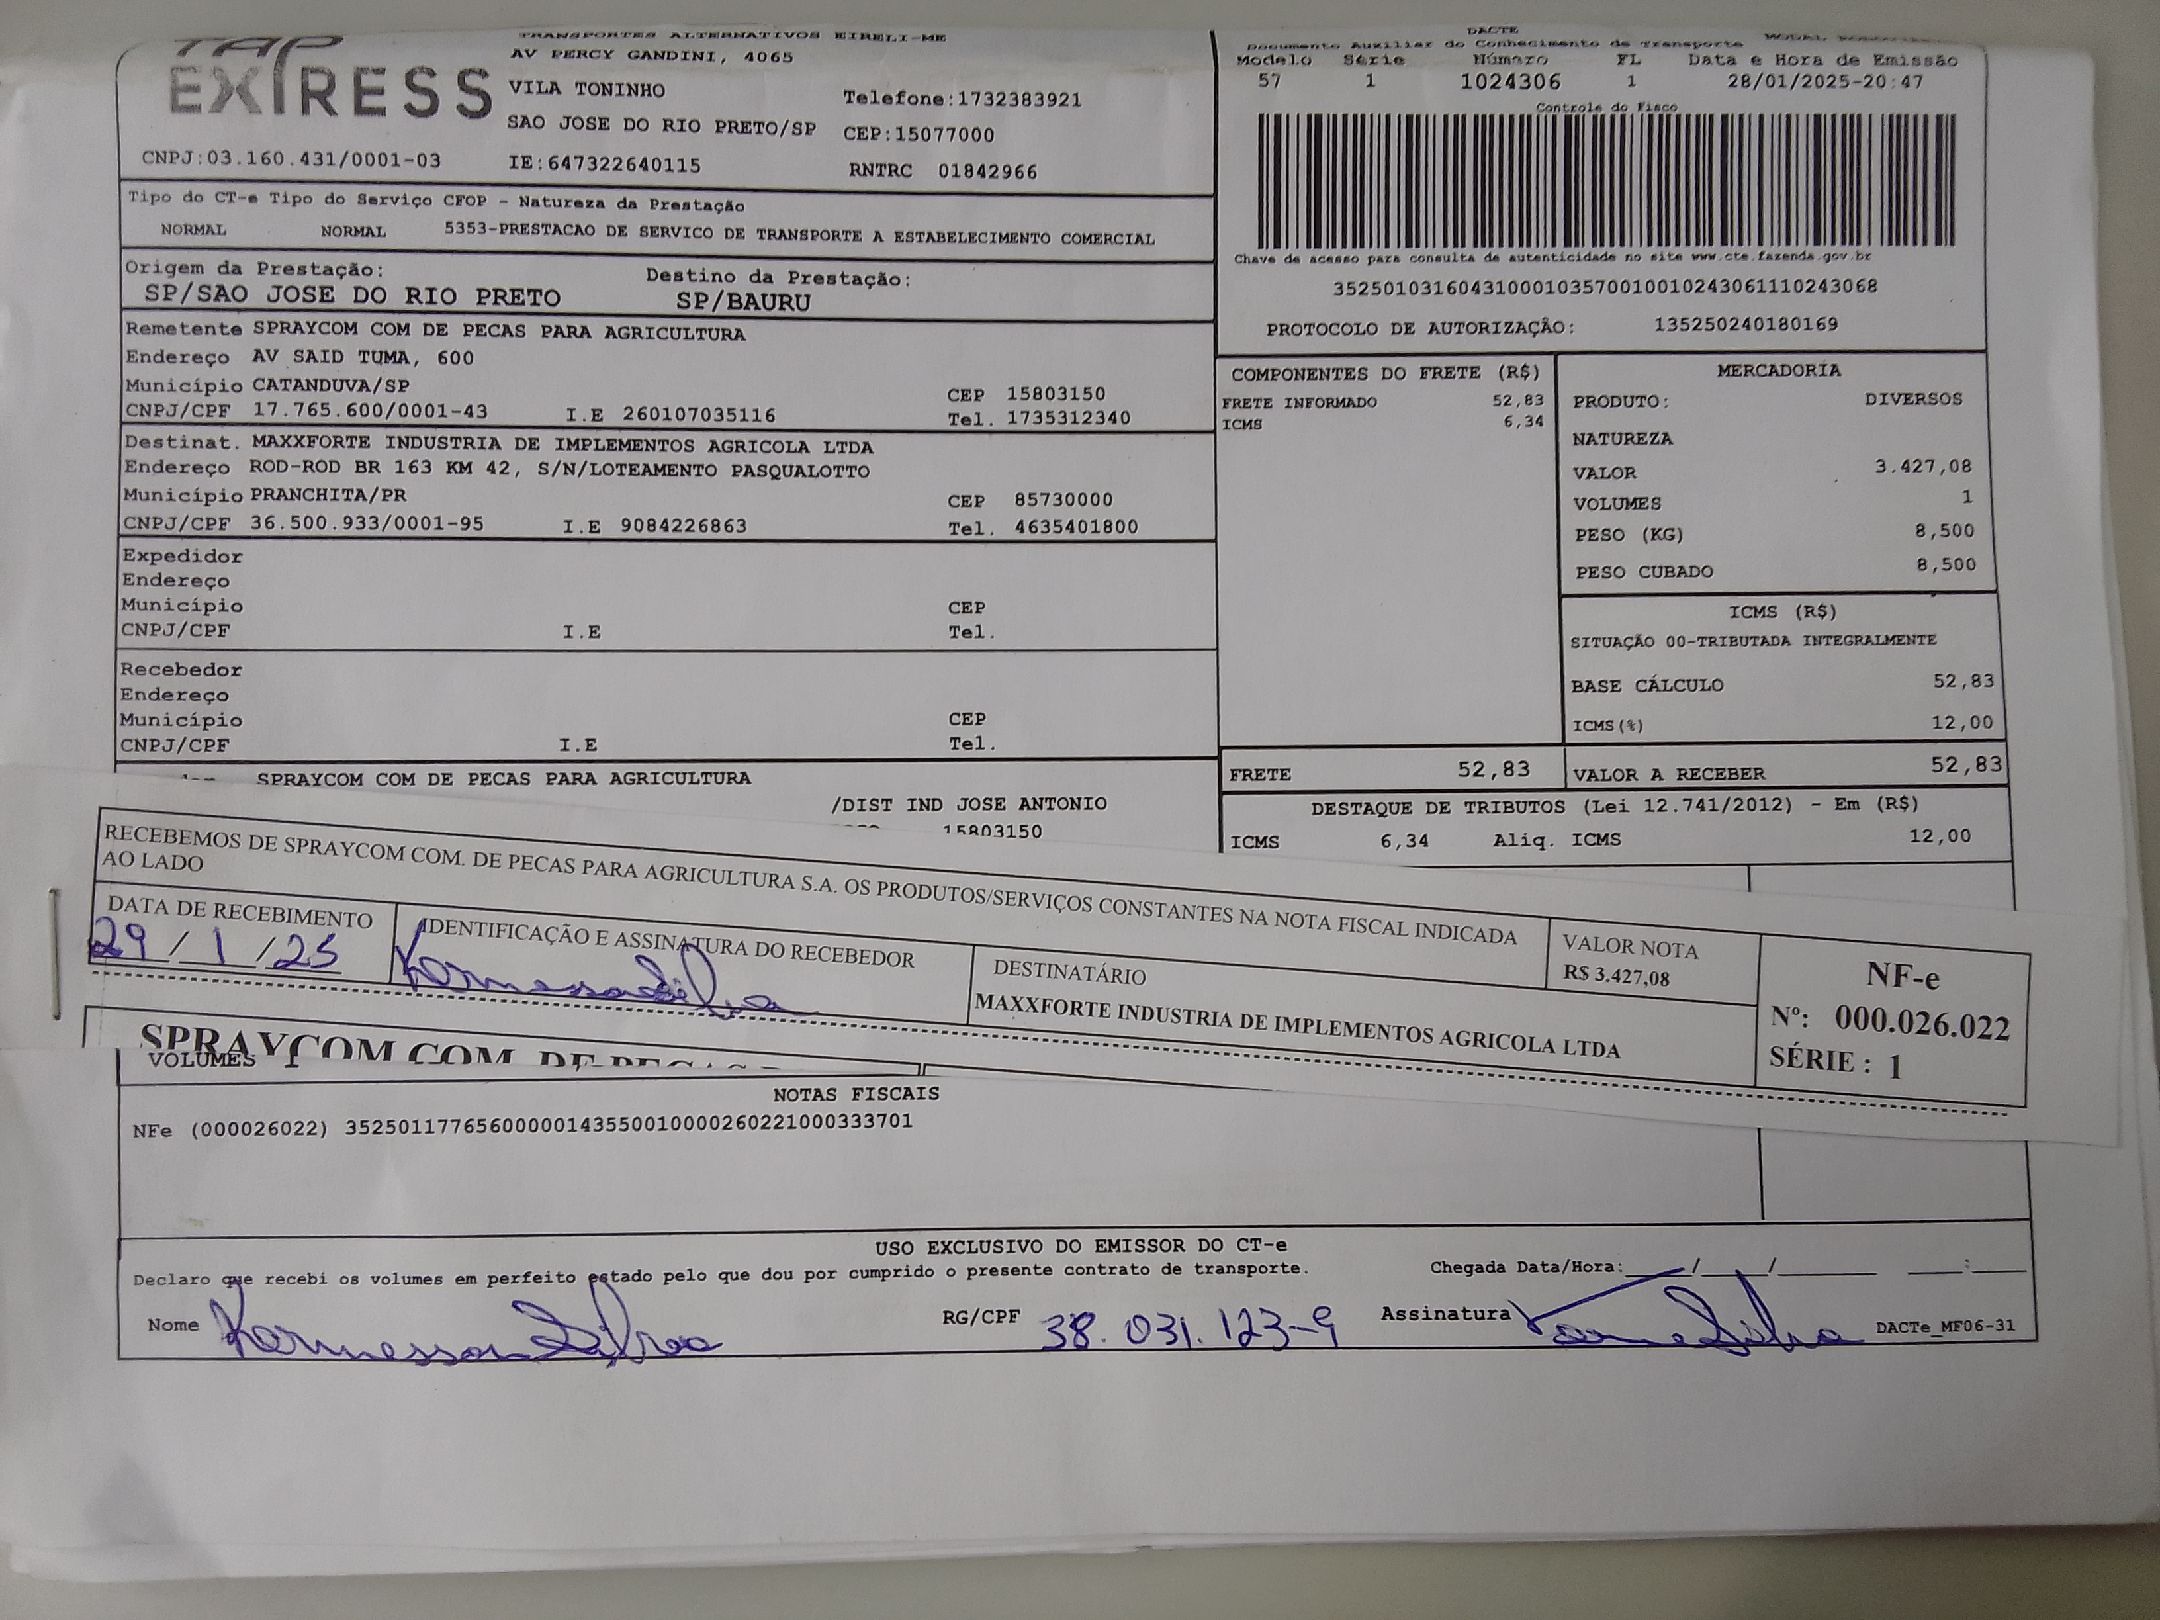 TAP
EXPRESS
TRANSPORTES ALTERNATIVOS EIRELI-ME
AV PERCY GANDINI, 4065
VILA TONINHO
Telefone:1732383921
SAO JOSE DO RIO PRETO/SP CEP:15077000
CNPJ:03.160.431/0001-03 IE:647322640115 RNTRC 01842966
DACTE
Documento Auxiliar do Conhecimento de Transporte
Modelo Série Número FL Data e Hora de Emissão
57 1 1024306 1 28/01/2025-20:47
Controle do Fisco
Chave de acesso para consulta de autenticidade no site www.cte.fazenda.gov.br
35250103160431000103570010010243061110243068
PROTOCOLO DE AUTORIZAÇÃO: 135250240180169
Tipo do CT-e Tipo do Serviço CFOP - Natureza da Prestação
NORMAL NORMAL 5353-PRESTACAO DE SERVICO DE TRANSPORTE A ESTABELECIMENTO COMERCIAL
Origem da Prestação: Destino da Prestação:
SP/SAO JOSE DO RIO PRETO SP/BAURU
Remetente SPRAYCOM COM DE PECAS PARA AGRICULTURA
Endereço AV SAID TUMA, 600
Município CATANDUVA/SP CEP 15803150
CNPJ/CPF 17.765.600/0001-43 I.E 260107035116 Tel. 1735312340
Destinat. MAXXFORTE INDUSTRIA DE IMPLEMENTOS AGRICOLA LTDA
Endereço ROD-ROD BR 163 KM 42, S/N/LOTEAMENTO PASQUALOTTO
Município PRANCHITA/PR CEP 85730000
CNPJ/CPF 36.500.933/0001-95 I.E 9084226863 Tel. 4635401800
Expedidor
Endereço
Município CEP
CNPJ/CPF I.E Tel.
Recebedor
Endereço
Município CEP
CNPJ/CPF I.E Tel.
SPRAYCOM COM DE PECAS PARA AGRICULTURA
/DIST IND JOSE ANTONIO
15803150
COMPONENTES DO FRETE (R$)
FRETE INFORMADO 52,83
ICMS 6,34
MERCADORIA
PRODUTO: DIVERSOS
NATUREZA
VALOR 3.427,08
VOLUMES 1
PESO (KG) 8,500
PESO CUBADO 8,500
ICMS (R$)
SITUAÇÃO 00-TRIBUTADA INTEGRALMENTE
BASE CÁLCULO 52,83
ICMS(%) 12,00
FRETE 52,83 VALOR A RECEBER 52,83
DESTAQUE DE TRIBUTOS (Lei 12.741/2012) - Em (R$)
ICMS 6,34 Aliq. ICMS 12,00
RECEBEMOS DE SPRAYCOM COM. DE PECAS PARA AGRICULTURA S.A. OS PRODUTOS/SERVIÇOS CONSTANTES NA NOTA FISCAL INDICADA
AO LADO
DATA DE RECEBIMENTO
29/1/25
IDENTIFICAÇÃO E ASSINATURA DO RECEBEDOR
DESTINATÁRIO
MAXXFORTE INDUSTRIA DE IMPLEMENTOS AGRICOLA LTDA
VALOR NOTA
R$ 3.427,08
NF-e
Nº: 000.026.022
SÉRIE : 1
SPRAYCOM COM. DE PECAS
VOLUMES 1
NOTAS FISCAIS
NFe (000026022) 35250117765600000143550010000260221000333701
USO EXCLUSIVO DO EMISSOR DO CT-e
Declaro que recebi os volumes em perfeito estado pelo que dou por cumprido o presente contrato de transporte. Chegada Data/Hora:____/____/______ ___:___
Nome RG/CPF 38.031.123-9 Assinatura DACTe_MF06-31